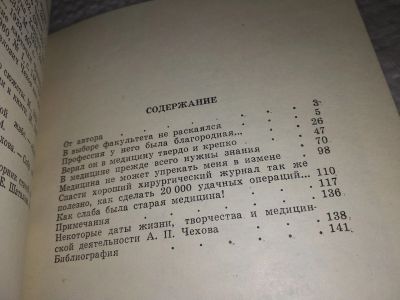 СОДЕРЖАНИЕ
От автора . . . . . . 3
В выборе факультета не раскаялся . . 5
Профессия у него была благородная... . 26
Верил он в медицину твердо и крепко . 47
В медицине прежде всего нужны знания . 70
Медицина не может упрекать меня в измене 98
Спасти хороший хирургический журнал так же
полезно, как сделать 20 000 удачных операций... 110
Как слаба была старая медицина! . . 117
Примечания . . . . . . 136
Некоторые даты жизни, творчества и медицин-
ской деятельности А. П. Чехова . . . 138
Библиография . . . . . . 141